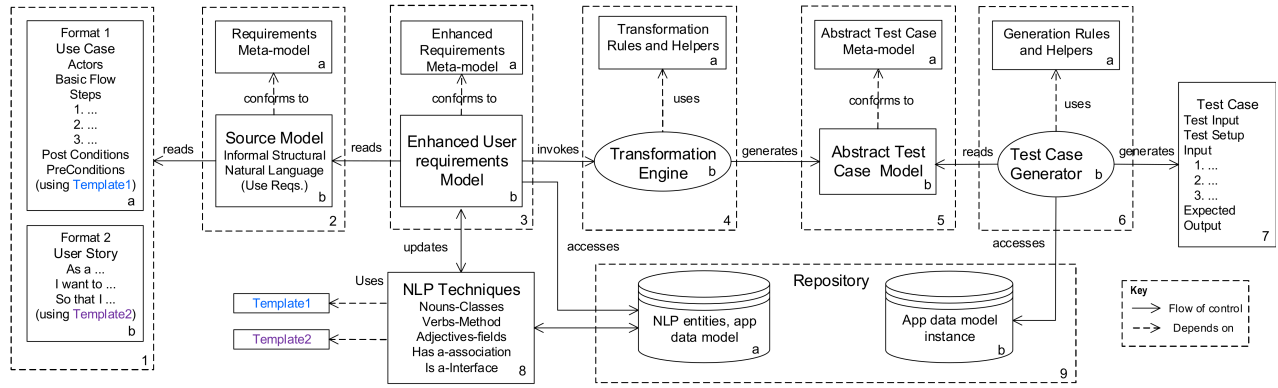 Format 1
Use Case
Actors
Basic Flow
Steps
1. ...
2. ...
3. ...
Post Conditions
PreConditions
(using Template1)
a
Format 2
User Story
As a ...
I want to ...
So that I ...
(using Template2)
b
1
reads
Requirements
Meta-model
a
conforms to
Source Model
Informal Structural
Natural Language
(Use Reqs.)
b
2
reads
Enhanced
Requirements
Meta-model
a
conforms to
Enhanced User
requirements
Model
b
3
invokes
Transformation
Rules and Helpers
a
uses
Transformation
Engine
b
4
generates
Abstract Test Case
Meta-model
a
conforms to
Abstract Test
Case Model
b
5
reads
Generation Rules
and Helpers
a
uses
Test Case
Generator
b
6
generates
Test Case
Test Input
Test Setup
Input
1. ...
2. ...
3. ...
Expected
Output
7
updates
accesses
accesses
Uses
Template1
Template2
NLP Techniques
Nouns-Classes
Verbs-Method
Adjectives-fields
Has a-association
Is a-Interface
8
Repository
NLP entities, app
data model
a
App data model
instance
b
9
Key
Flow of control
Depends on